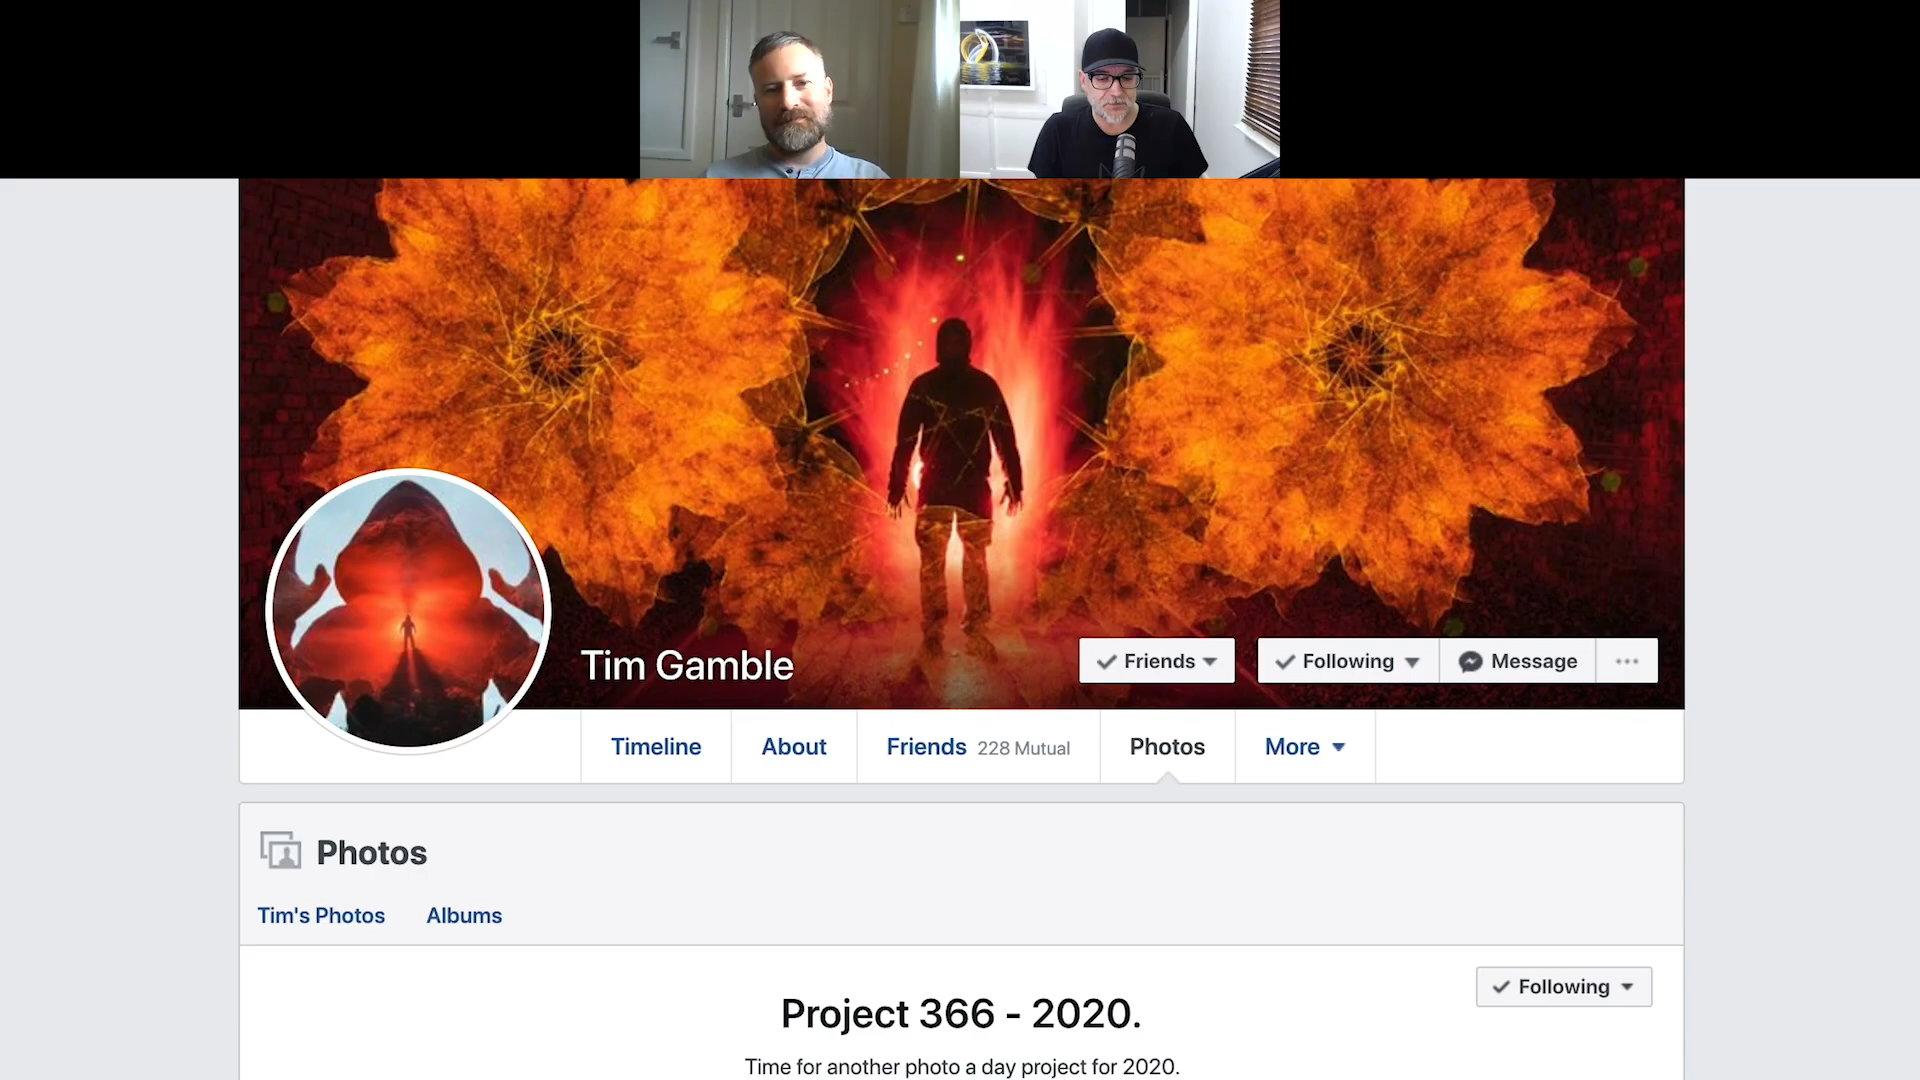 Tim Gamble
Friends
Following
Message
Timeline
About
Friends 228 Mutual
Photos
More
Photos
Tim's Photos
Albums
Following
Project 366 - 2020.
Time for another photo a day project for 2020.